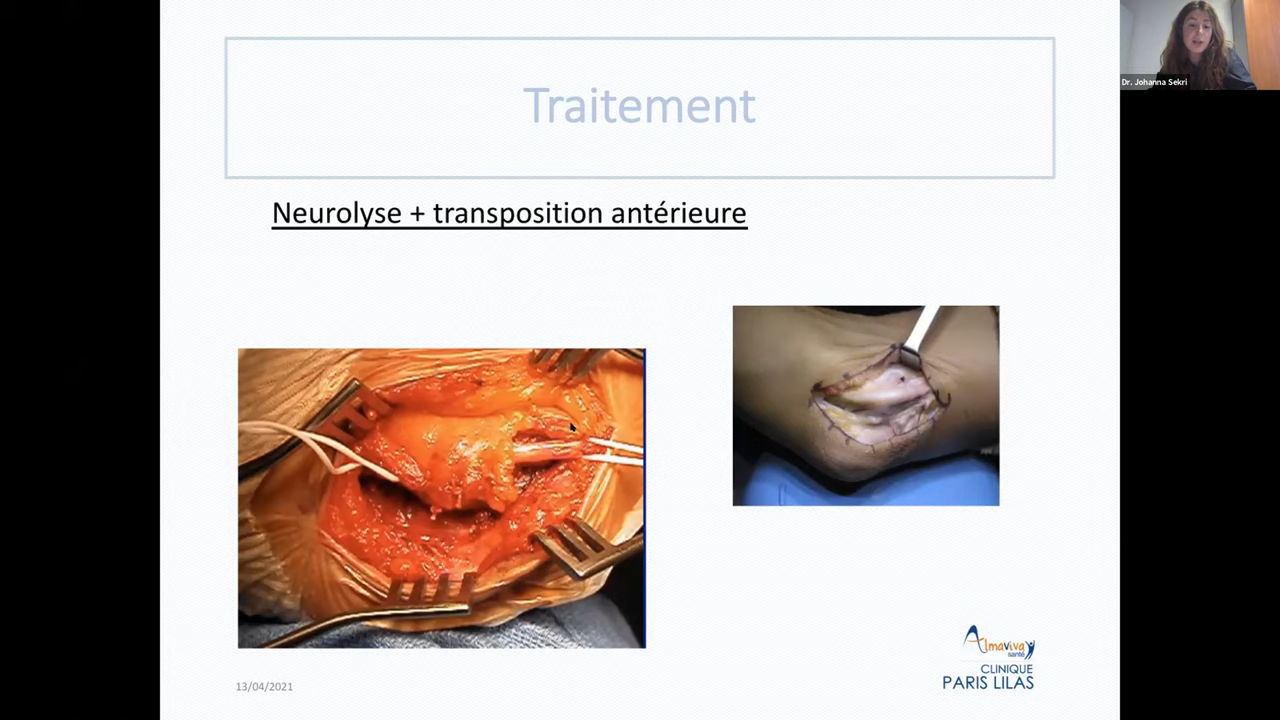 Dr. Johanna Sekri
Traitement
Neurolyse + transposition antérieure
Almaviva
santé
CLINIQUE
PARIS LILAS
13/04/2021